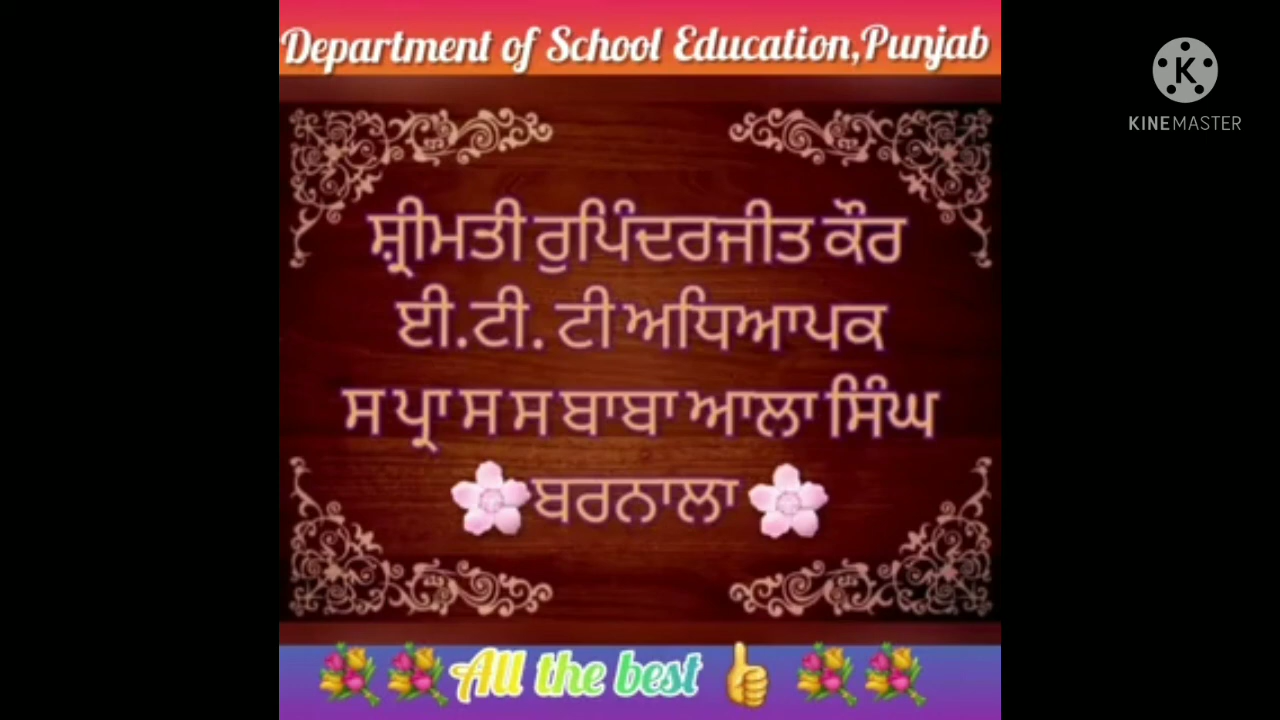 Department of School Education,Punjab
KINEMASTER
ਸ਼੍ਰੀਮਤੀ ਰੁਪਿੰਦਰਜੀਤ ਕੌਰ
ਈ.ਟੀ. ਟੀ ਅਧਿਆਪਕ
ਸ ਪ੍ਰਾ ਸ ਸ ਬਾਬਾ ਆਲਾ ਸਿੰਘ
ਬਰਨਾਲਾ
All the best